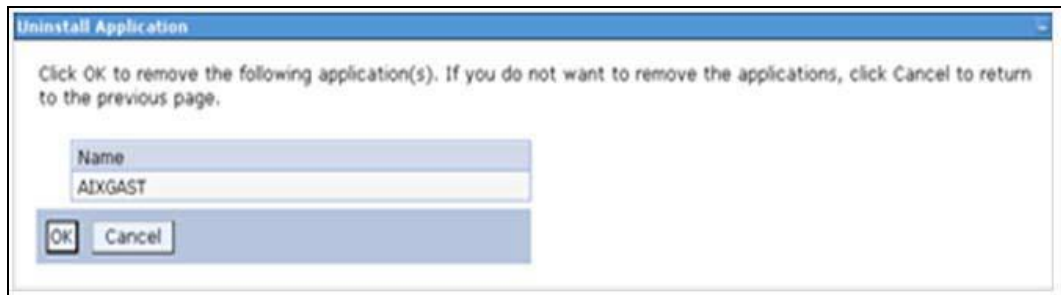 Uninstall Application
Click OK to remove the following application(s). If you do not want to remove the applications, click Cancel to return
to the previous page.
Name
AIXGAST
OK Cancel